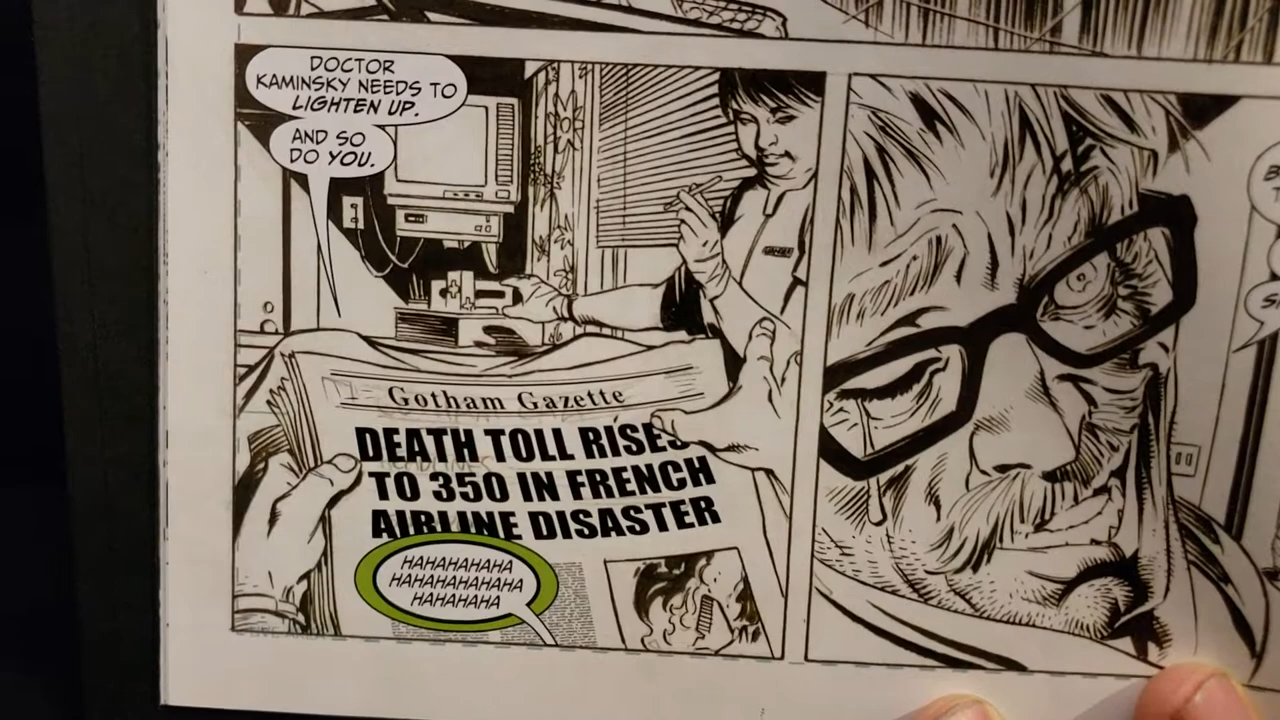 DOCTOR
KAMINSKY NEEDS TO
LIGHTEN UP.
AND SO
DO YOU.
Gotham Gazette
DEATH TOLL RISES
TO 350 IN FRENCH
AIRLINE DISASTER
HAHAHAHAHA
HAHAHAHAHAHA
HAHAHAHA